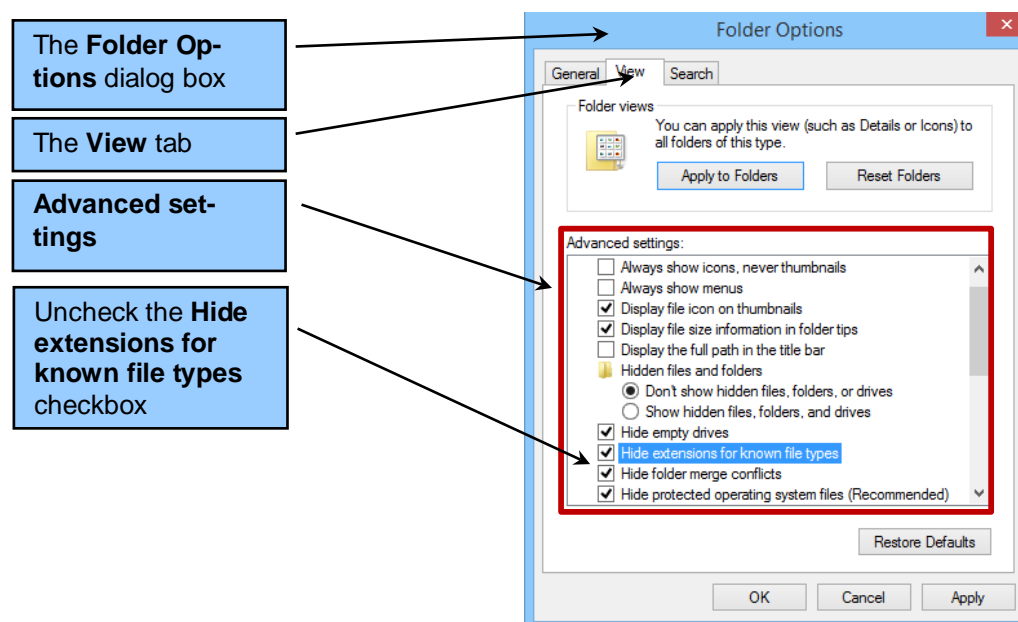 The Folder Op-
tions dialog box
The View tab
Advanced set-
tings
Uncheck the Hide
extensions for
known file types
checkbox
Folder Options
General View Search
Folder views
You can apply this view (such as Details or Icons) to
all folders of this type.
Apply to Folders Reset Folders
Advanced settings:
Always show icons, never thumbnails
Always show menus
Display file icon on thumbnails
Display file size information in folder tips
Display the full path in the title bar
Hidden files and folders
Don't show hidden files, folders, or drives
Show hidden files, folders, and drives
Hide empty drives
Hide extensions for known file types
Hide folder merge conflicts
Hide protected operating system files (Recommended)
Restore Defaults
OK Cancel Apply